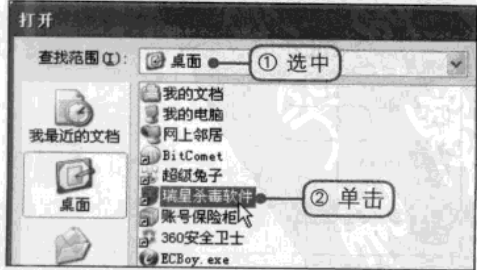 打开
查找范围(I): 桌面 ① 选中
我的文档
我的电脑
网上邻居
BitComet
超级兔子
瑞星杀毒软件 ② 单击
账号保险柜
360安全卫士
ECBoy.exe
我最近的文档
桌面